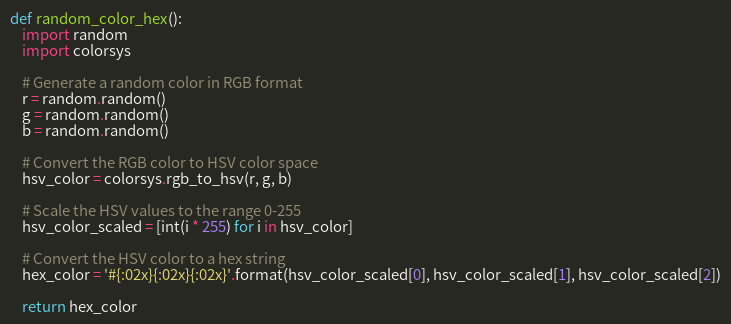 def random_color_hex():
    import random
    import colorsys

    # Generate a random color in RGB format
    r = random.random()
    g = random.random()
    b = random.random()

    # Convert the RGB color to HSV color space
    hsv_color = colorsys.rgb_to_hsv(r, g, b)

    # Scale the HSV values to the range 0-255
    hsv_color_scaled = [int(i * 255) for i in hsv_color]

    # Convert the HSV color to a hex string
    hex_color = '#{:02x}{:02x}{:02x}'.format(hsv_color_scaled[0], hsv_color_scaled[1], hsv_color_scaled[2])

    return hex_color